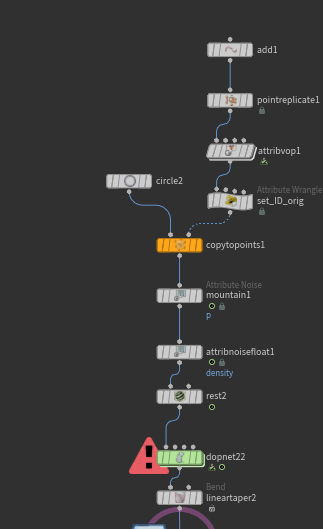 add1
pointreplicate1
attribvop1
circle2
Attribute Wrangle
set_ID_orig
copytopoints1
Attribute Noise
mountain1
P
attribnoisefloat1
density
rest2
dopnet22
Bend
lineartaper2